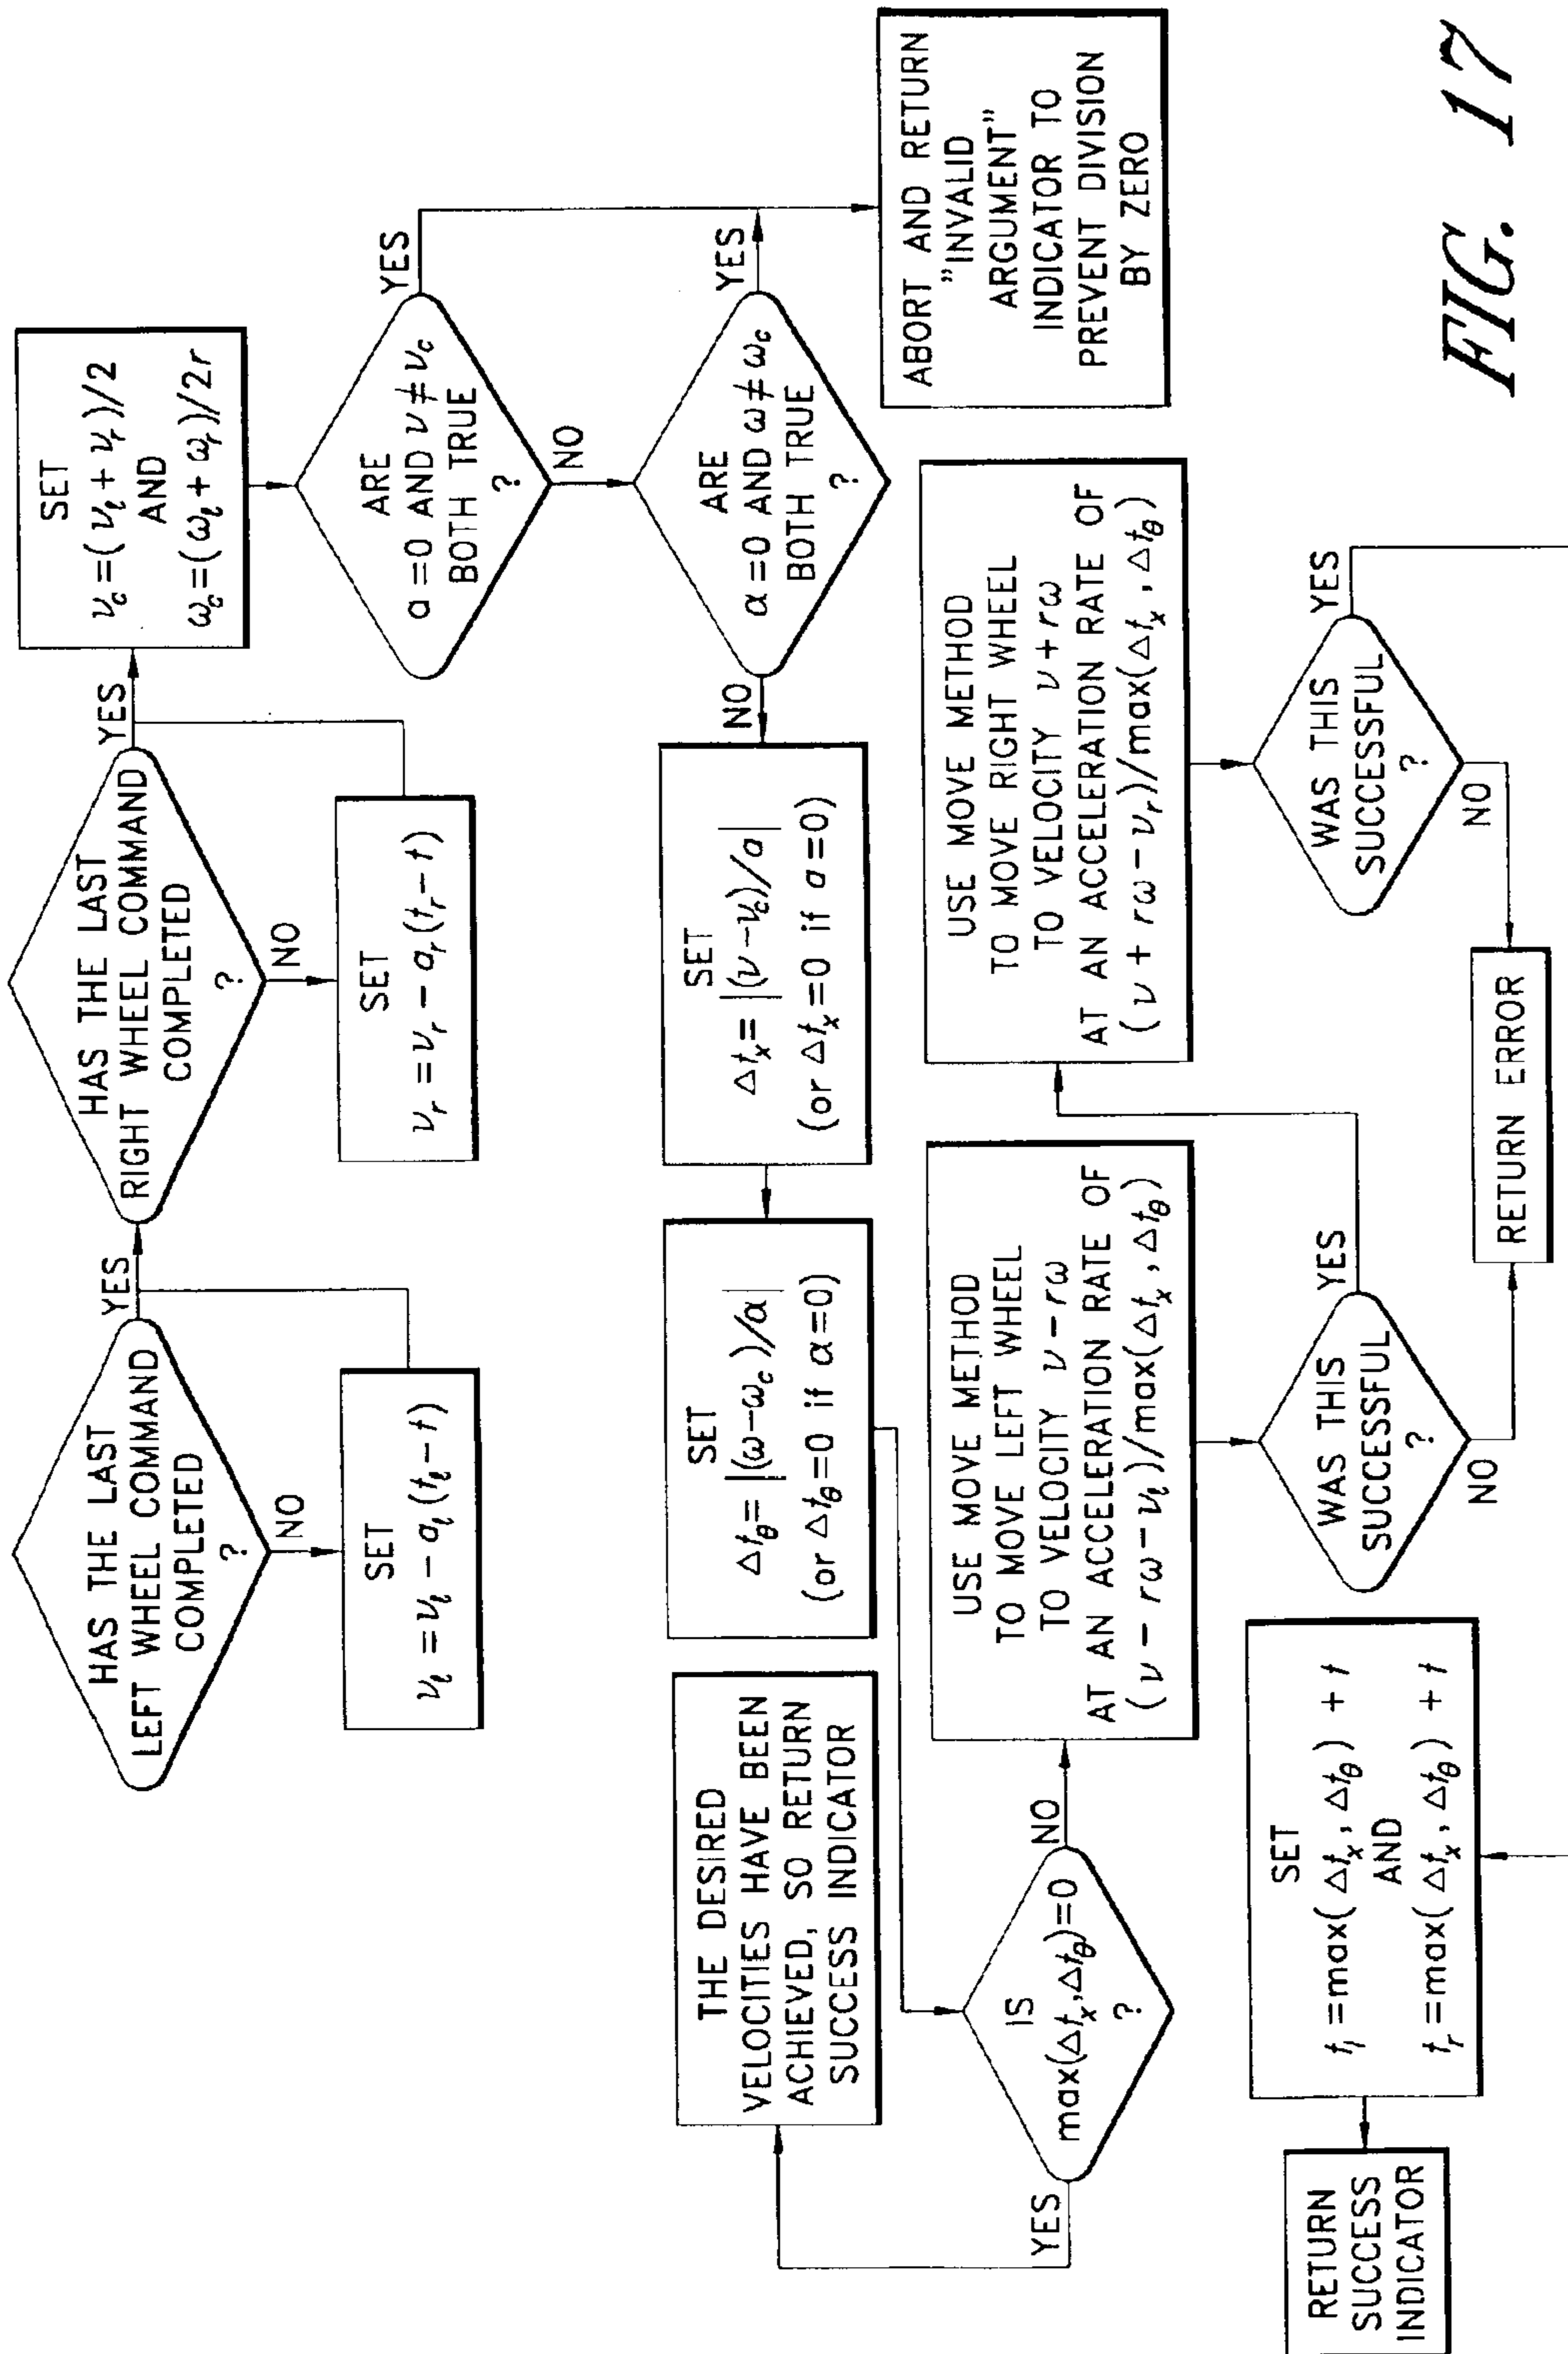 HAS THE LAST
LEFT WHEEL COMMAND
COMPLETED
?
YES
NO
SET
ν_ℓ = ν_ℓ − a_ℓ (t_ℓ − t)
HAS THE LAST
RIGHT WHEEL COMMAND
COMPLETED
?
YES
NO
SET
ν_r = ν_r − a_r (t_r − t)
SET
ν_c = (ν_ℓ + ν_r)/2
AND
ω_c = (ω_ℓ + ω_r)/2r
ARE
a=0 AND ν≠ν_c
BOTH TRUE
?
YES
NO
ARE
α=0 AND ω≠ω_c
BOTH TRUE
?
YES
NO
ABORT AND RETURN
"INVALID
ARGUMENT"
INDICATOR TO
PREVENT DIVISION
BY ZERO
SET
Δt_x = |(ν−ν_c)/a|
(or Δt_x=0 if a=0)
SET
Δt_θ = |(ω−ω_c)/α|
(or Δt_θ=0 if α=0)
IS
max(Δt_x, Δt_θ)=0
?
YES
NO
THE DESIRED
VELOCITIES HAVE BEEN
ACHIEVED, SO RETURN
SUCCESS INDICATOR
USE MOVE METHOD
TO MOVE LEFT WHEEL
TO VELOCITY ν−rω
AT AN ACCELERATION RATE OF
(ν − rω − ν_ℓ)/max(Δt_x, Δt_θ)
WAS THIS
SUCCESSFUL
?
YES
NO
USE MOVE METHOD
TO MOVE RIGHT WHEEL
TO VELOCITY ν+rω
AT AN ACCELERATION RATE OF
(ν + rω − ν_r)/max(Δt_x, Δt_θ)
WAS THIS
SUCCESSFUL
?
YES
NO
RETURN ERROR
SET
t_l = max(Δt_x, Δt_θ) + t
AND
t_r = max(Δt_x, Δt_θ) + t
RETURN
SUCCESS
INDICATOR
FIG. 17